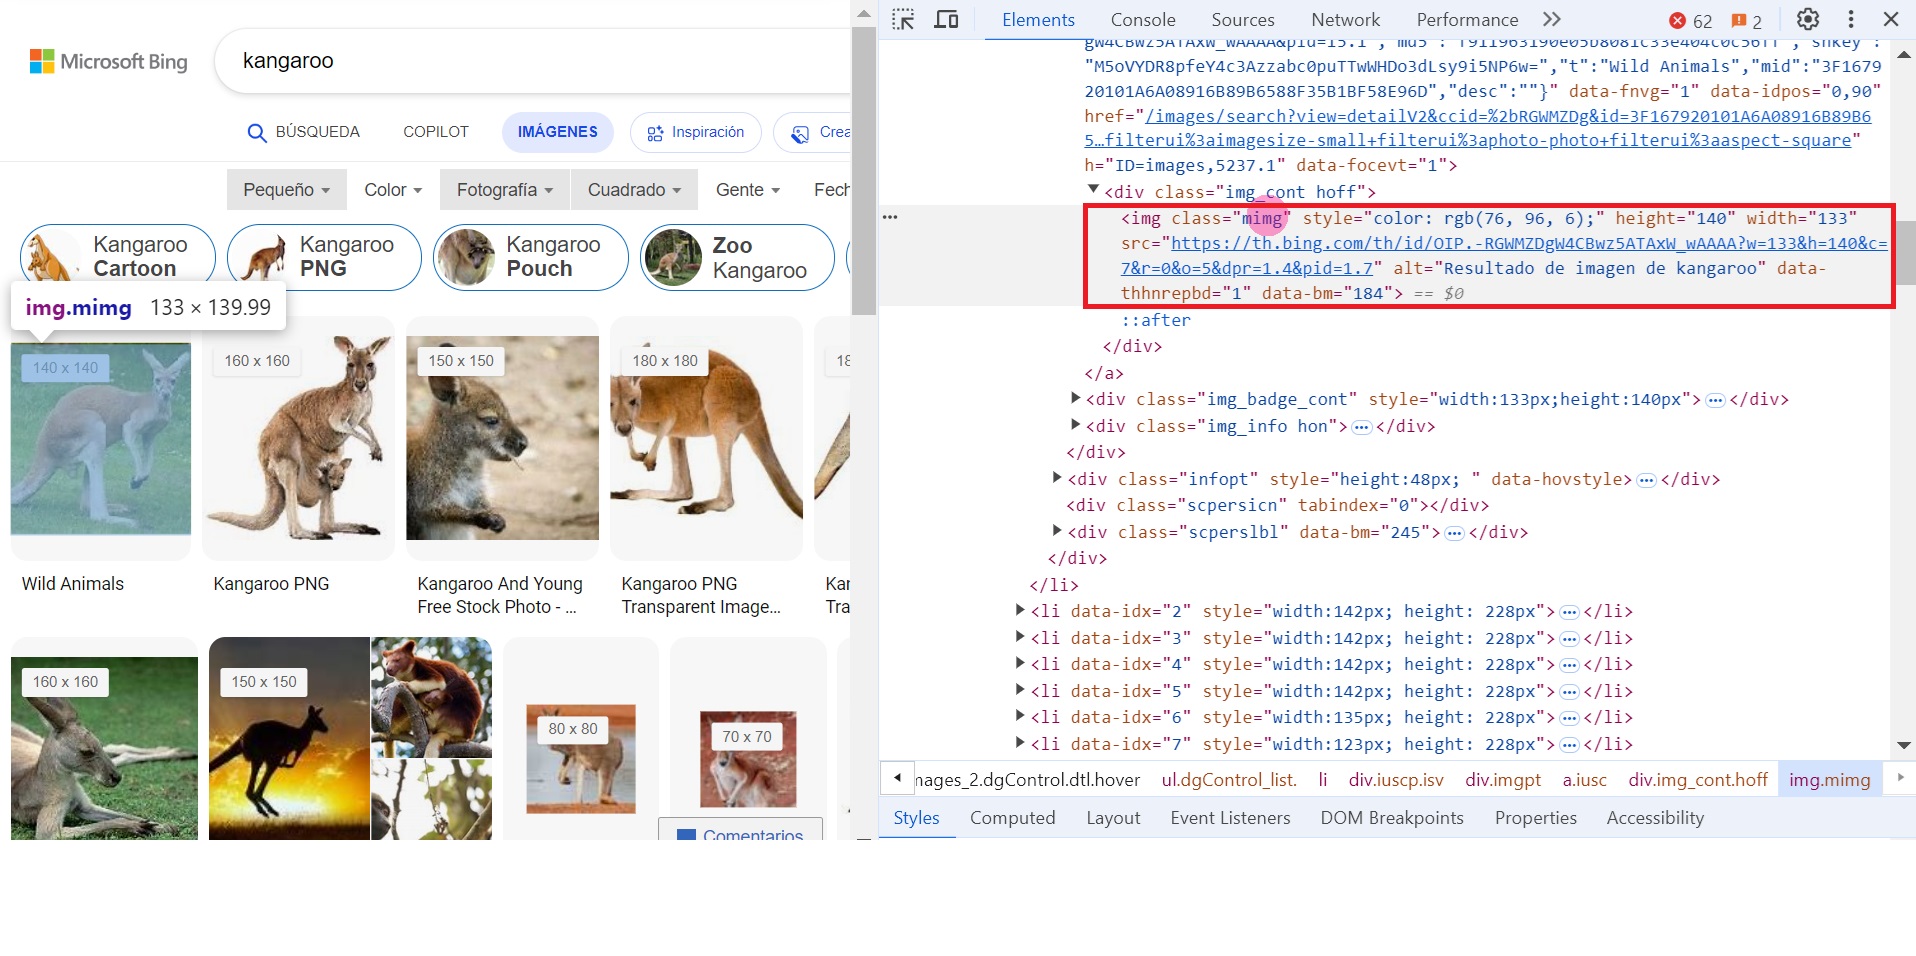 Microsoft Bing
kangaroo
BÚSQUEDA
COPILOT
IMÁGENES
Inspiración
Crea
Pequeño
Color
Fotografía
Cuadrado
Gente
Fech
Kangaroo
Cartoon
Kangaroo
PNG
Kangaroo
Pouch
Zoo
Kangaroo
img.mimg 133 × 139.99
140 x 140
160 x 160
150 x 150
180 x 180
18
Wild Animals
Kangaroo PNG
Kangaroo And Young
Free Stock Photo - ...
Kangaroo PNG
Transparent Image...
Kar
Tra
160 x 160
150 x 150
80 x 80
70 x 70
Comentarios
Elements Console Sources Network Performance 62 2
gW4CBwz5ATAxW_wAAAA&pid=15.1","md5":"f911963190e05b8081c33e404c0c56ff","shkey":
"M5oVYDR8pfeY4c3Azzabc0puTTwWHDo3dLsy9i5NP6w=","t":"Wild Animals","mid":"3F1679
20101A6A08916B89B6588F35B1BF58E96D","desc":""}" data-fnvg="1" data-idpos="0,90"
href="/images/search?view=detailV2&ccid=%2bRGWMZDg&id=3F167920101A6A08916B89B6
5…filterui%3aimagesize-small+filterui%3aphoto-photo+filterui%3aaspect-square"
h="ID=images,5237.1" data-focevt="1">
<div class="img_cont hoff">
<img class="mimg" style="color: rgb(76, 96, 6);" height="140" width="133"
src="https://th.bing.com/th/id/OIP.-RGWMZDgW4CBwz5ATAxW_wAAAA?w=133&h=140&c=
7&r=0&o=5&dpr=1.4&pid=1.7" alt="Resultado de imagen de kangaroo" data-
thhnrepbd="1" data-bm="184"> == $0
::after
</div>
</a>
<div class="img_badge_cont" style="width:133px;height:140px">…</div>
<div class="img_info hon">…</div>
</div>
<div class="infopt" style="height:48px; " data-hovstyle>…</div>
<div class="scpersicn" tabindex="0"></div>
<div class="scperslbl" data-bm="245">…</div>
</div>
</li>
<li data-idx="2" style="width:142px; height: 228px">…</li>
<li data-idx="3" style="width:142px; height: 228px">…</li>
<li data-idx="4" style="width:142px; height: 228px">…</li>
<li data-idx="5" style="width:142px; height: 228px">…</li>
<li data-idx="6" style="width:135px; height: 228px">…</li>
<li data-idx="7" style="width:123px; height: 228px">…</li>
mages_2.dgControl.dtl.hover ul.dgControl_list. li div.iuscp.isv div.imgpt a.iusc div.img_cont.hoff img.mimg
Styles Computed Layout Event Listeners DOM Breakpoints Properties Accessibility